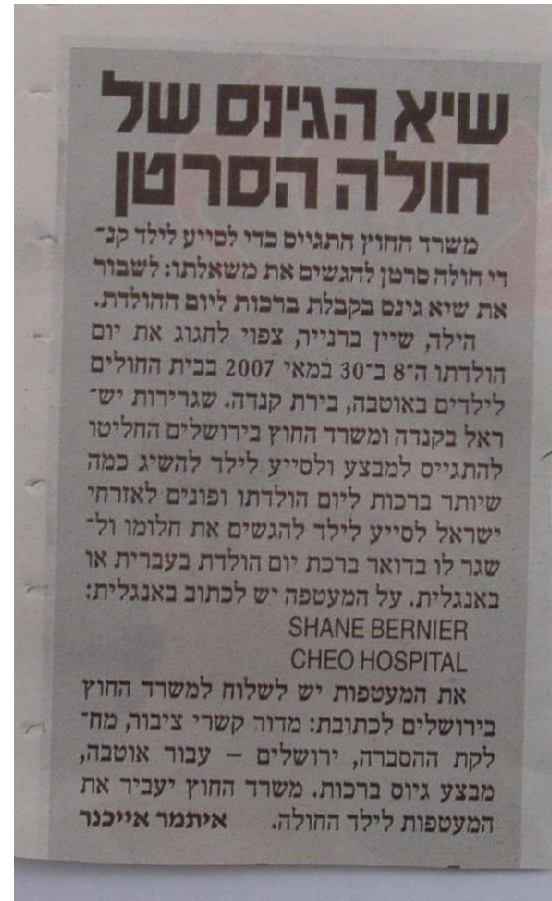 שיא הגינס של
חולה הסרטן
משרד החוץ התגייס כדי לסייע לילד קנ־
די חולה סרטן להגשים את משאלתו: לשבור
את שיא גינס בקבלת ברכות ליום ההולדת.
הילד, שיין ברנייר, צפוי לחגוג את יום
הולדתו ה־8 ב־30 במאי 2007 בבית החולים
לילדים באוטבה, בירת קנדה. שגרירות יש־
ראל בקנדה ומשרד החוץ בירושלים החליטו
להתגייס למבצע ולסייע לילד להשיג כמה
שיותר ברכות ליום הולדתו ופונים לאזרחי
ישראל לסייע לילד להגשים את חלומו ול־
שגר לו בדואר ברכת יום הולדת בעברית או
באנגלית. על המעטפה יש לכתוב באנגלית:
SHANE BERNIER
CHEO HOSPITAL
את המעטפות יש לשלוח למשרד החוץ
בירושלים לכתובת: מדור קשרי ציבור, מח־
לקת ההסברה, ירושלים – עבור אוטבה,
מבצע גיוס ברכות. משרד החוץ יעביר את
המעטפות לילד החולה. איתמר אייכנר